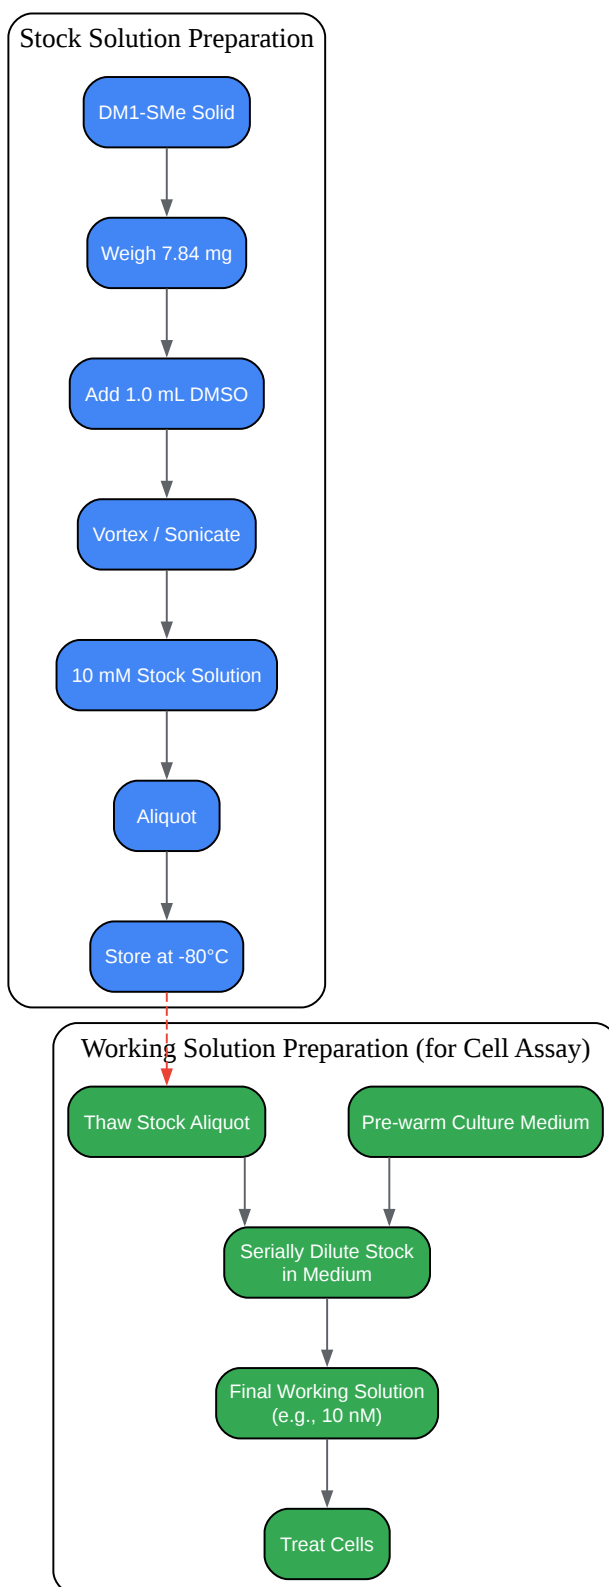 Stock Solution Preparation
DM1-SMe Solid
Weigh 7.84 mg
Add 1.0 mL DMSO
Vortex / Sonicate
10 mM Stock Solution
Aliquot
Store at -80°C
Working Solution Preparation (for Cell Assay)
Thaw Stock Aliquot
Pre-warm Culture Medium
Serially Dilute Stock
in Medium
Final Working Solution
(e.g., 10 nM)
Treat Cells